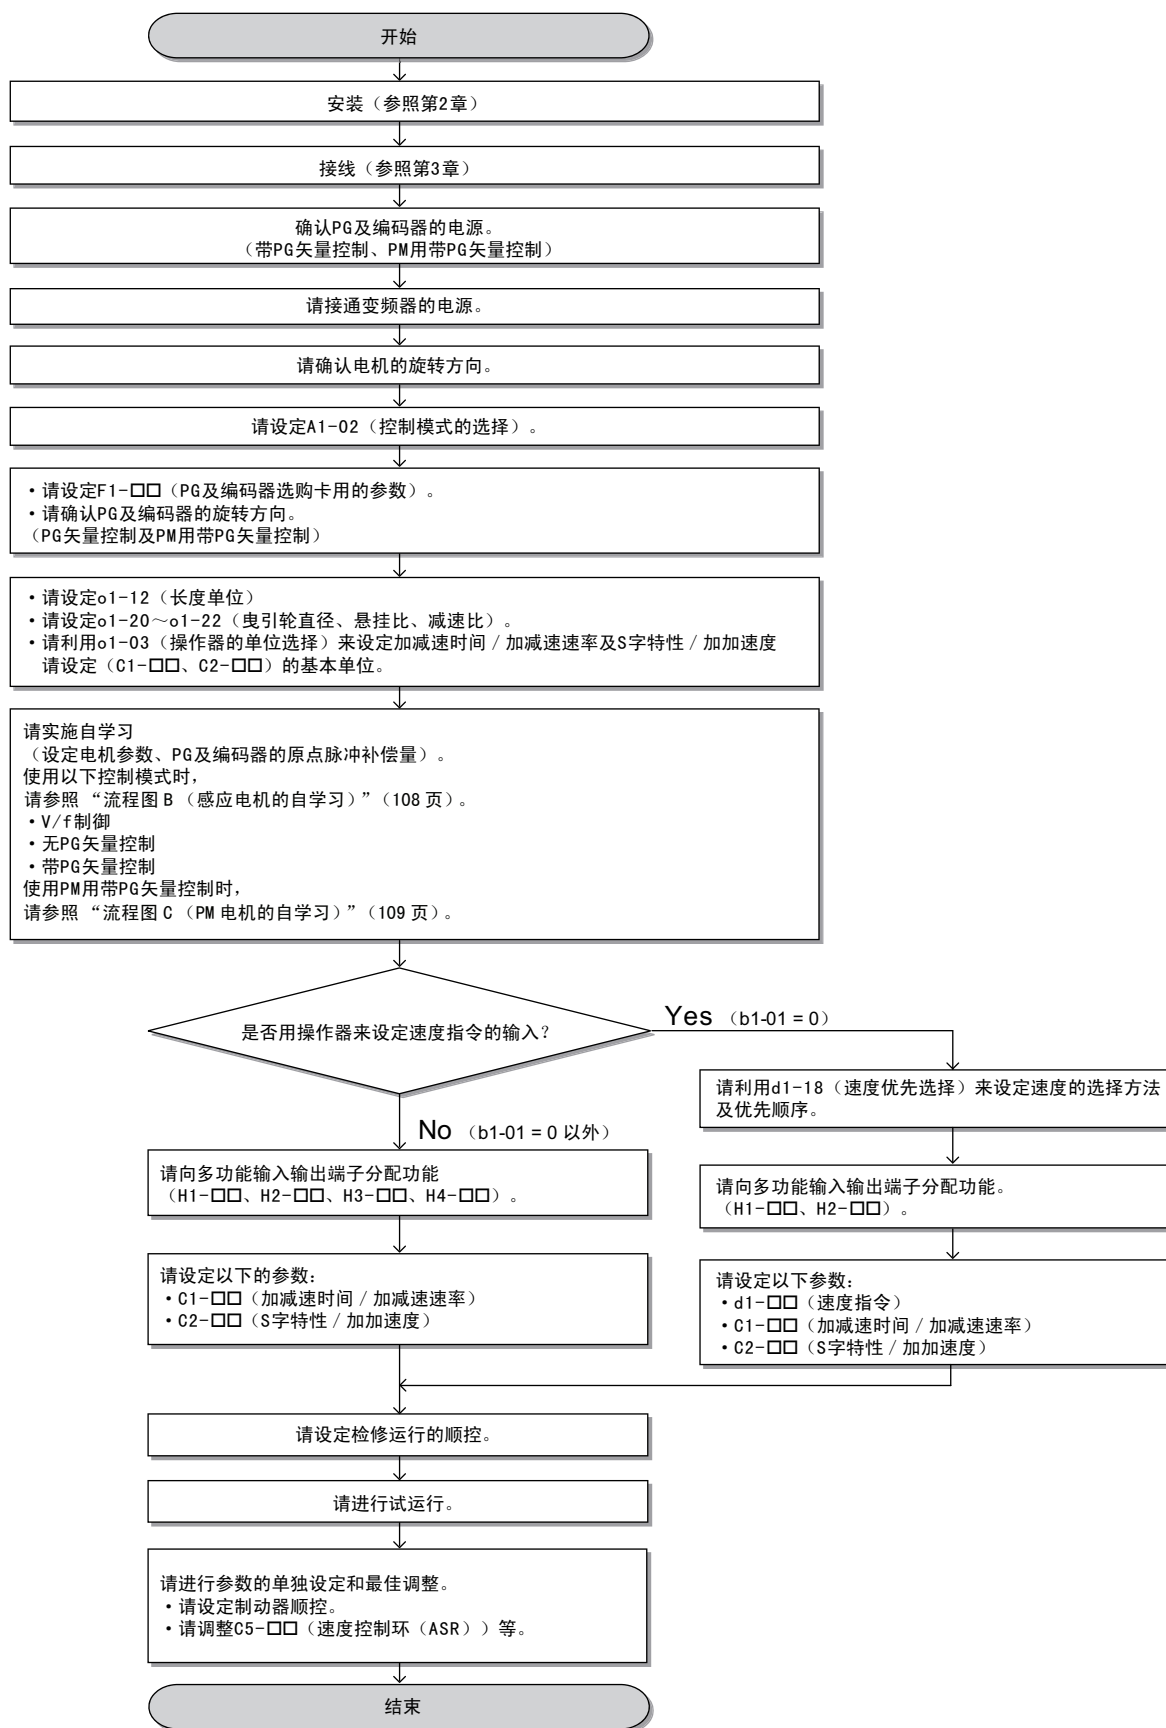 开始
安装（参照第2章）
接线（参照第3章）
确认PG及编码器的电源。
（带PG矢量控制、PM用带PG矢量控制）
请接通变频器的电源。
请确认电机的旋转方向。
请设定A1-02（控制模式的选择）。
・请设定F1-□□（PG及编码器选购卡用的参数）。
・请确认PG及编码器的旋转方向。
（PG矢量控制及PM用带PG矢量控制）
・请设定o1-12（长度单位）
・请设定o1-20～o1-22（曳引轮直径、悬挂比、减速比）。
・请利用o1-03（操作器的单位选择）来设定加减速时间／加减速速率及S字特性／加加速度
请设定（C1-□□、C2-□□）的基本单位。
请实施自学习
（设定电机参数、PG及编码器的原点脉冲补偿量）。
使用以下控制模式时，
请参照 “流程图 B （感应电机的自学习）”（108 页）。
・V/f制御
・无PG矢量控制
・带PG矢量控制
使用PM用带PG矢量控制时，
请参照 “流程图 C （PM 电机的自学习）”（109 页）。
是否用操作器来设定速度指令的输入？
Yes （b1-01 = 0）
No （b1-01 = 0 以外）
请向多功能输入输出端子分配功能
（H1-□□、H2-□□、H3-□□、H4-□□）。
请设定以下的参数：
・C1-□□（加减速时间／加减速速率）
・C2-□□（S字特性／加加速度）
请利用d1-18（速度优先选择）来设定速度的选择方法
及优先顺序。
请向多功能输入输出端子分配功能。
（H1-□□、H2-□□）。
请设定以下参数：
・d1-□□（速度指令）
・C1-□□（加减速时间／加减速速率）
・C2-□□（S字特性／加加速度）
请设定检修运行的顺控。
请进行试运行。
请进行参数的单独设定和最佳调整。
・请设定制动器顺控。
・请调整C5-□□（速度控制环（ASR））等。
结束